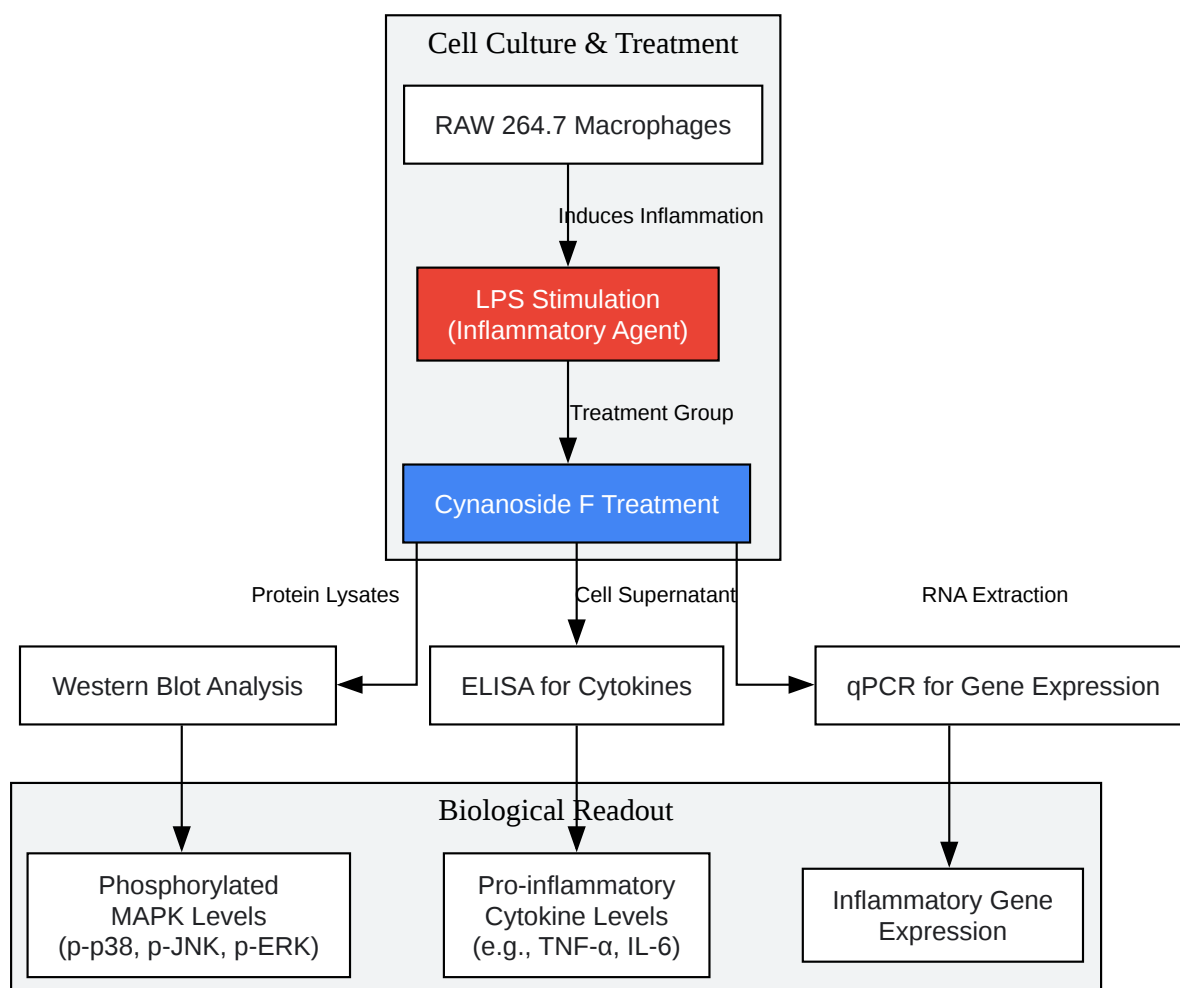 Cell Culture & Treatment
RAW 264.7 Macrophages
Induces Inflammation
LPS Stimulation
(Inflammatory Agent)
Treatment Group
Cynanoside F Treatment
Protein Lysates
Cell Supernatant
RNA Extraction
Western Blot Analysis
ELISA for Cytokines
qPCR for Gene Expression
Biological Readout
Phosphorylated
MAPK Levels
(p-p38, p-JNK, p-ERK)
Pro-inflammatory
Cytokine Levels
(e.g., TNF-α, IL-6)
Inflammatory Gene
Expression